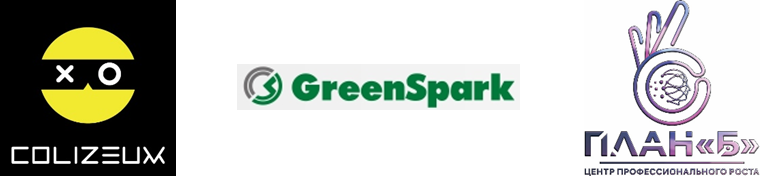 X O
COLIZEUM
GreenSpark
ПЛАН«Б»
ЦЕНТР ПРОФЕССИОНАЛЬНОГО РОСТА